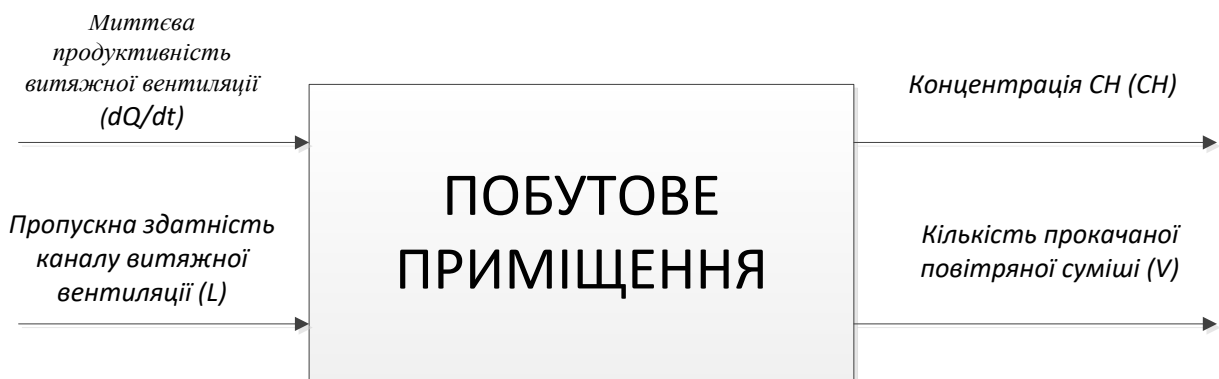 Миттєва
продуктивність
витяжної вентиляції
(dQ/dt)
Пропускна здатність
каналу витяжної
вентиляції (L)
ПОБУТОВЕ
ПРИМІЩЕННЯ
Концентрація СН (СН)
Кількість прокачаної
повітряної суміші (V)